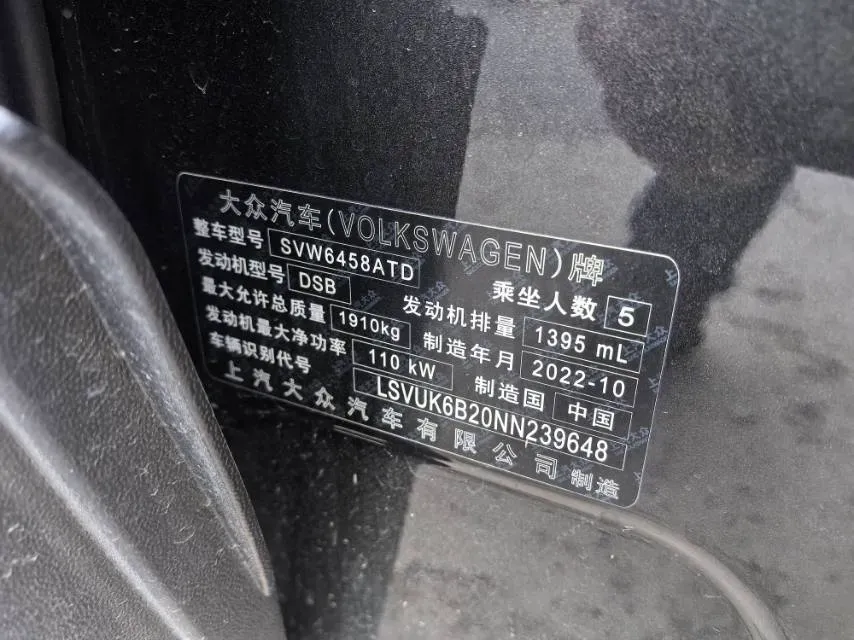 大众汽车(VOLKSWAGEN)牌
整车型号 SVW6458ATD 乘坐人数 5
发动机型号 DSB 发动机排量 1395 mL
最大允许总质量 1910kg 制造年月 2022-10
发动机最大净功率 110 kW 制造国 中国
车辆识别代号 LSVUK6B20NN239648
上汽大众汽车有限公司制造